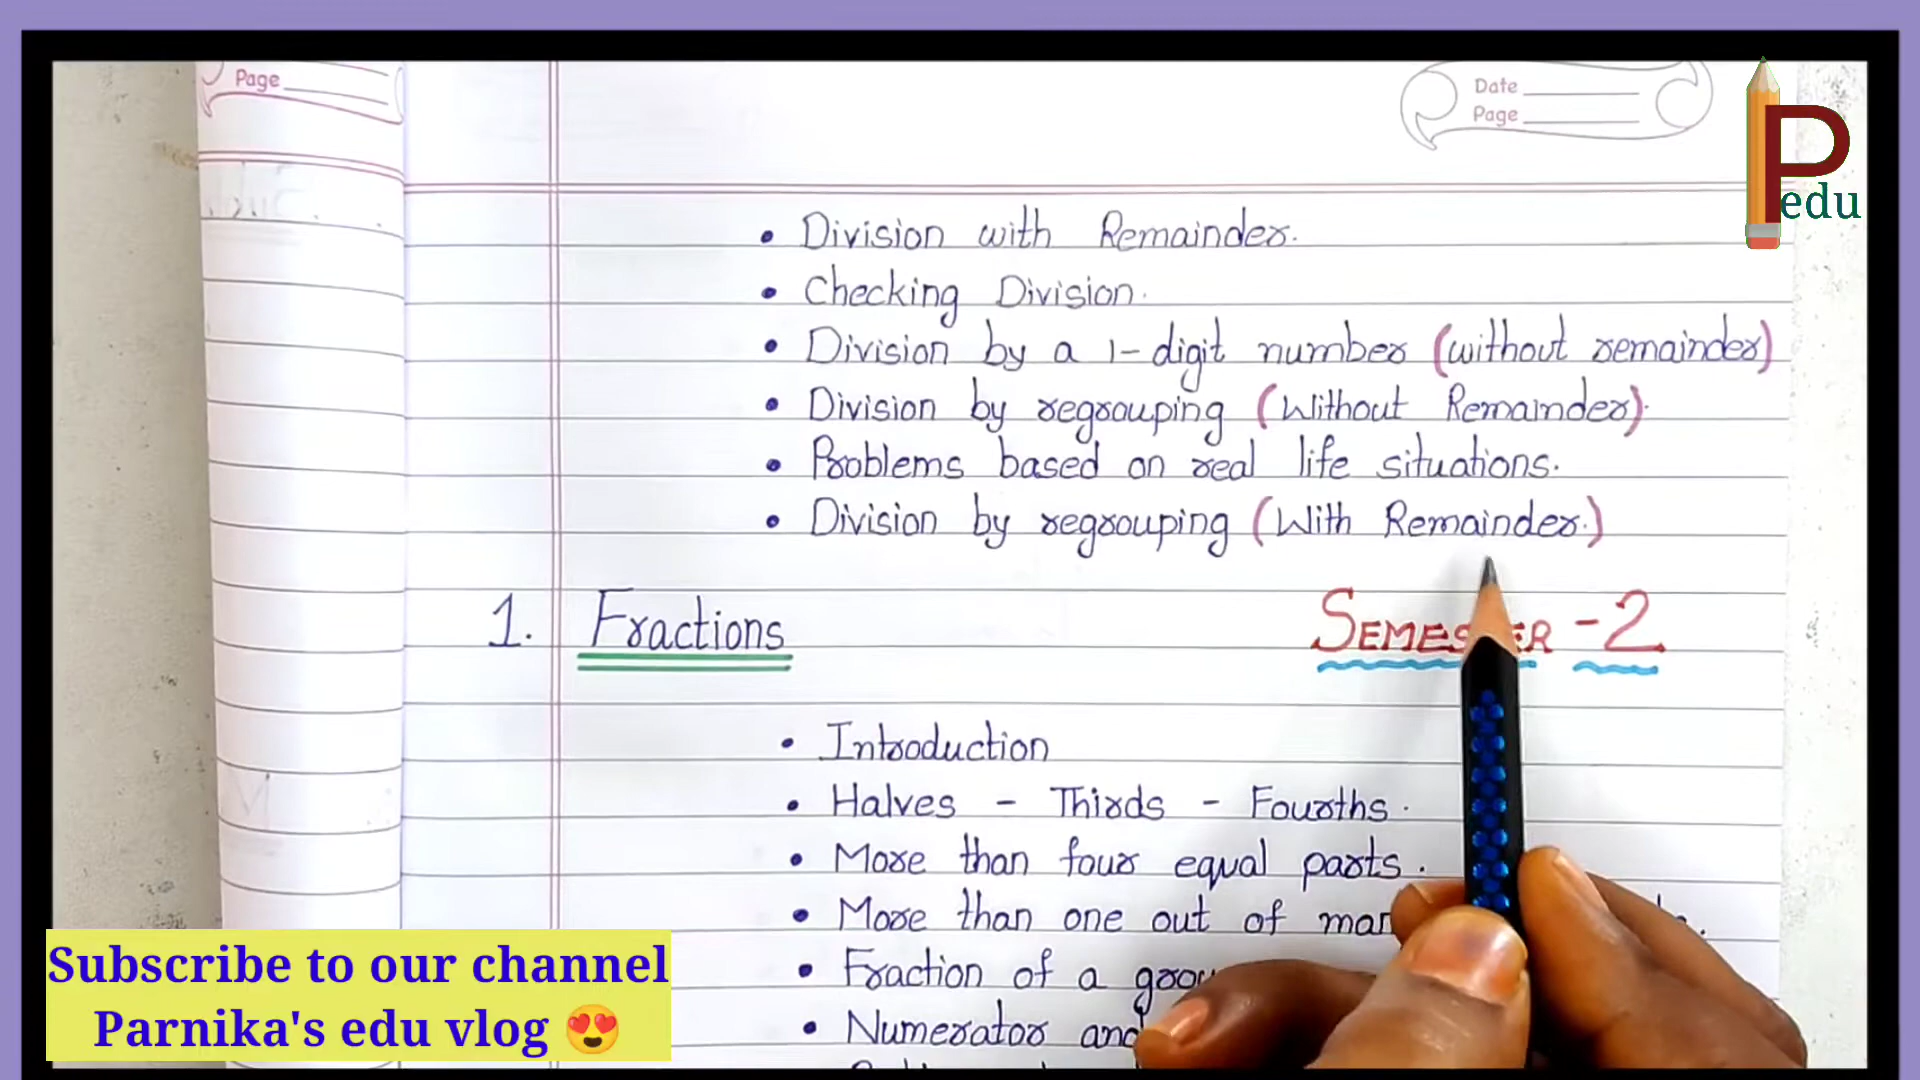 Page
Date
Page
P
edu
• Division with Remainder.
• Checking Division.
• Division by a 1-digit number (without remainder)
• Division by regrouping (Without Remainder).
• Problems based on real life situations.
• Division by regrouping (With Remainder.)
1. Fractions
SEMESTER - 2
• Introduction
• Halves - Thirds - Fourths.
• More than four equal parts.
• More than one out of
• Fraction of a
• Numerator and
Subscribe to our channel
Parnika's edu vlog 😍